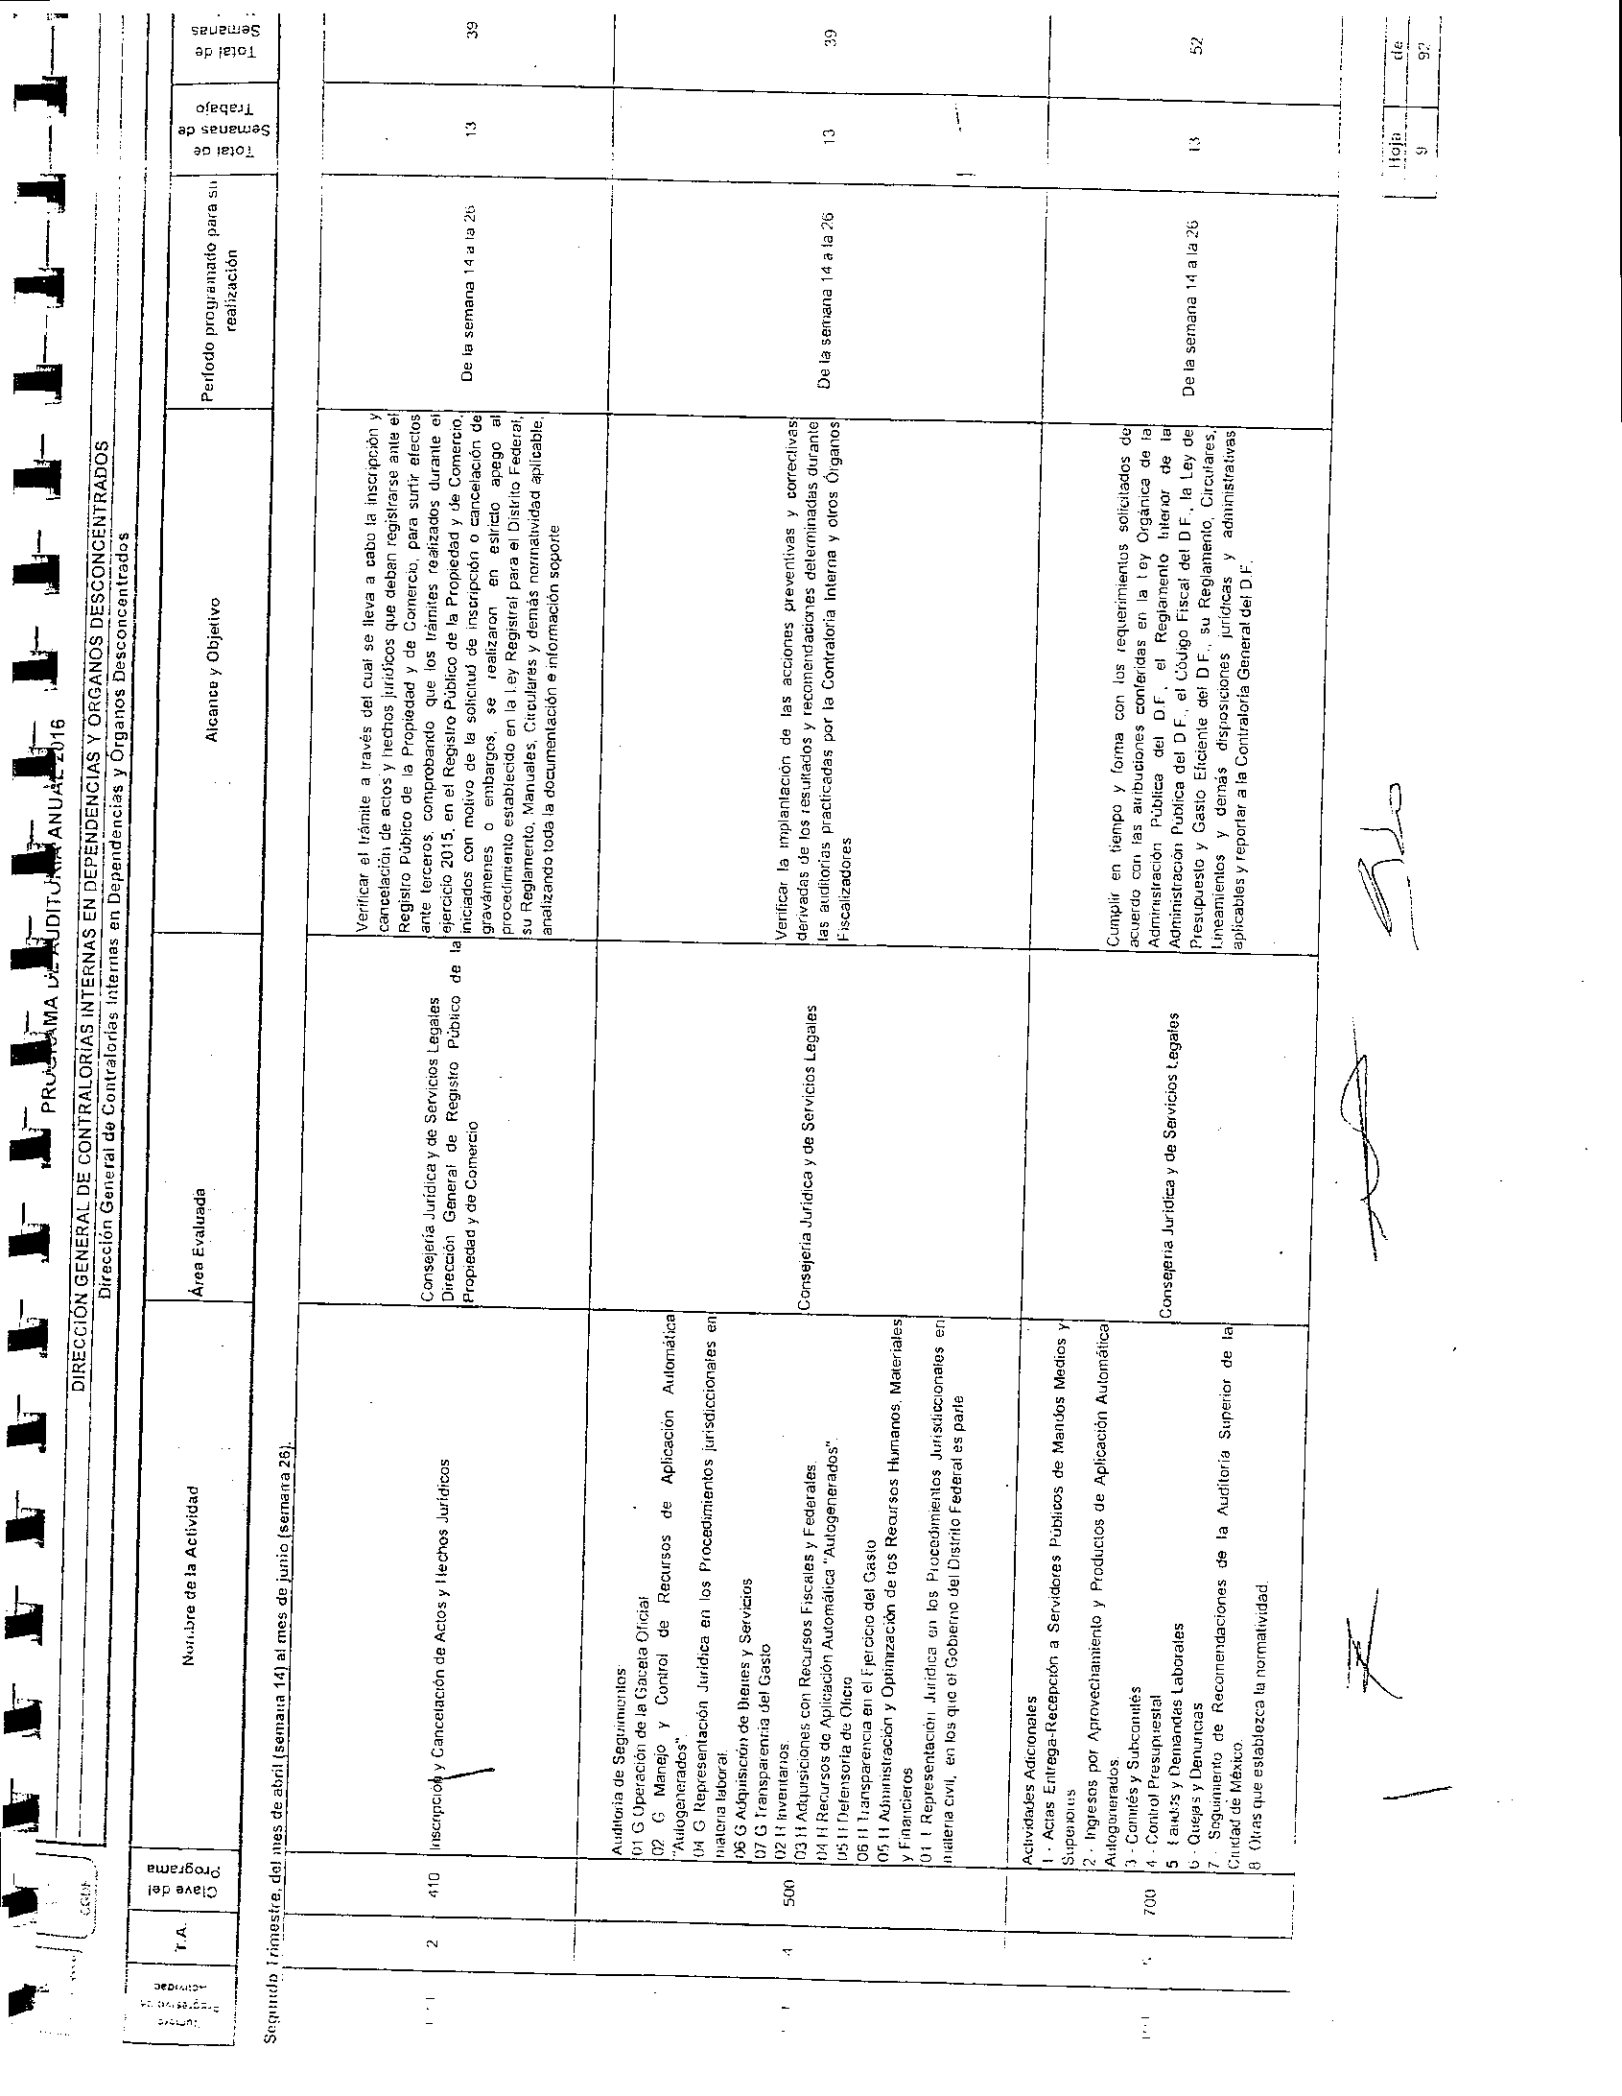 PROGRAMA DE AUDITORÍA ANUAL 2016
DIRECCIÓN GENERAL DE CONTRALORÍAS INTERNAS EN DEPENDENCIAS Y ÓRGANOS DESCONCENTRADOS
Dirección General de Contralorías Internas en Dependencias y Órganos Desconcentrados
CGDF
Número
Progresivo de
Actividad
T.A.
Clave del
Programa
Nombre de la Actividad
Área Evaluada
Alcance y Objetivo
Período programado para su
realización
Total de
Semanas de
Trabajo
Total de
Semanas
Segundo Trimestre, del mes de abril (semana 14) al mes de junio (semana 26).
2
410
Inscripción y Cancelación de Actos y Hechos Jurídicos
Consejería Jurídica y de Servicios Legales
Dirección General de Registro Público de la
Propiedad y de Comercio
Verificar el trámite a través del cual se lleva a cabo la inscripción y
cancelación de actos y hechos jurídicos que deban registrarse ante el
Registro Público de la Propiedad y de Comercio, para surtir efectos
ante terceros, comprobando que los trámites realizados durante el
ejercicio 2015, en el Registro Público de la Propiedad y de Comercio,
iniciados con motivo de la solicitud de inscripción o cancelación de
gravámenes o embargos, se realizaron en estricto apego al
procedimiento establecido en la Ley Registral para el Distrito Federal,
su Reglamento, Manuales, Circulares y demás normatividad aplicable,
analizando toda la documentación e información soporte
De la semana 14 a la 26
13
39
4
500
Auditoría de Seguimientos
01 G Operación de la Gaceta Oficial
02 G Manejo y Control de Recursos de Aplicación Automática
"Autogenerados".
04 G Representación Jurídica en los Procedimientos jurisdiccionales en
materia laboral.
06 G Adquisición de Bienes y Servicios
07 G Transparencia del Gasto
02 H Inventarios.
03 H Adquisiciones con Recursos Fiscales y Federales.
04 H Recursos de Aplicación Automática "Autogenerados".
05 H Defensoría de Oficio
06 H Transparencia en el Ejercicio del Gasto
05 H Administración y Optimización de los Recursos Humanos, Materiales
y Financieros
01 I Representación Jurídica en los Procedimientos Jurisdiccionales en
materia civil, en los que el Gobierno del Distrito Federal es parte
Consejería Jurídica y de Servicios Legales
Verificar la implantación de las acciones preventivas y correctivas
derivadas de los resultados y recomendaciones determinadas durante
las auditorías practicadas por la Contraloría Interna y otros Órganos
Fiscalizadores
De la semana 14 a la 26
13
39
700
Actividades Adicionales
1 - Actas Entrega-Recepción a Servidores Públicos de Mandos Medios y
Superiores
2 - Ingresos por Aprovechamiento y Productos de Aplicación Automática
Autogenerados.
3 - Comités y Subcomités
4 - Control Presupuestal
5 Laudos y Demandas Laborales
6 - Quejas y Denuncias
7 - Seguimiento de Recomendaciones de la Auditoría Superior de la
Ciudad de México.
8 Otras que establezca la normatividad.
Consejería Jurídica y de Servicios Legales
Cumplir en tiempo y forma con los requerimientos solicitados de
acuerdo con las atribuciones conferidas en la Ley Orgánica de la
Administración Pública del D.F., el Reglamento Interior de la
Administración Pública del D.F., el Código Fiscal del D.F., la Ley de
Presupuesto y Gasto Eficiente del D.F., su Reglamento, Circulares,
Lineamientos y demás disposiciones jurídicas y administrativas
aplicables y reportar a la Contraloría General del D.F.
De la semana 14 a la 26
13
52
Hoja de
9 92